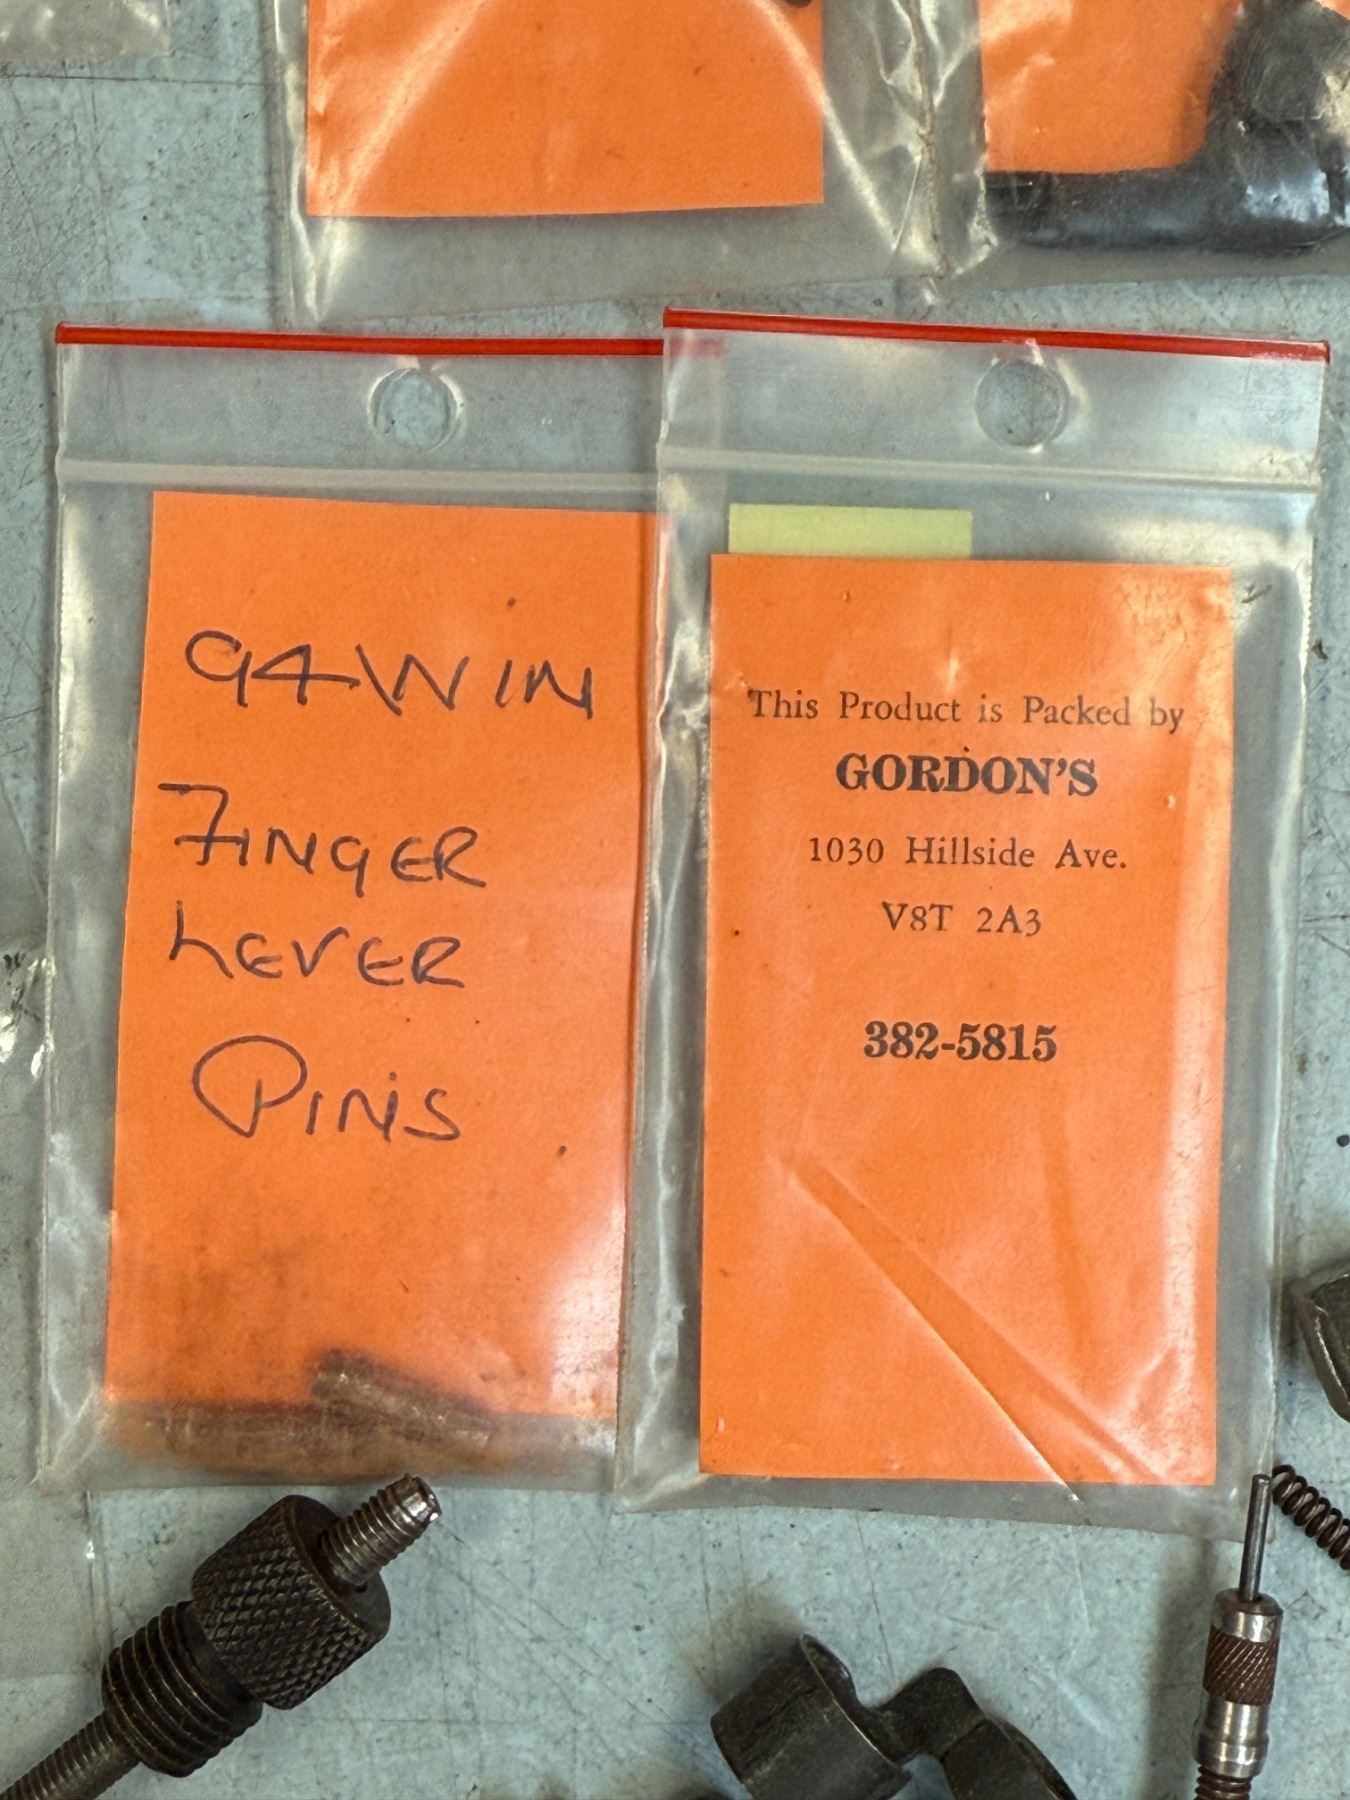 94 WIN
FINGER
LEVER
PINS
This Product is Packed by
GORDON'S
1030 Hillside Ave.
V8T 2A3
382-5815